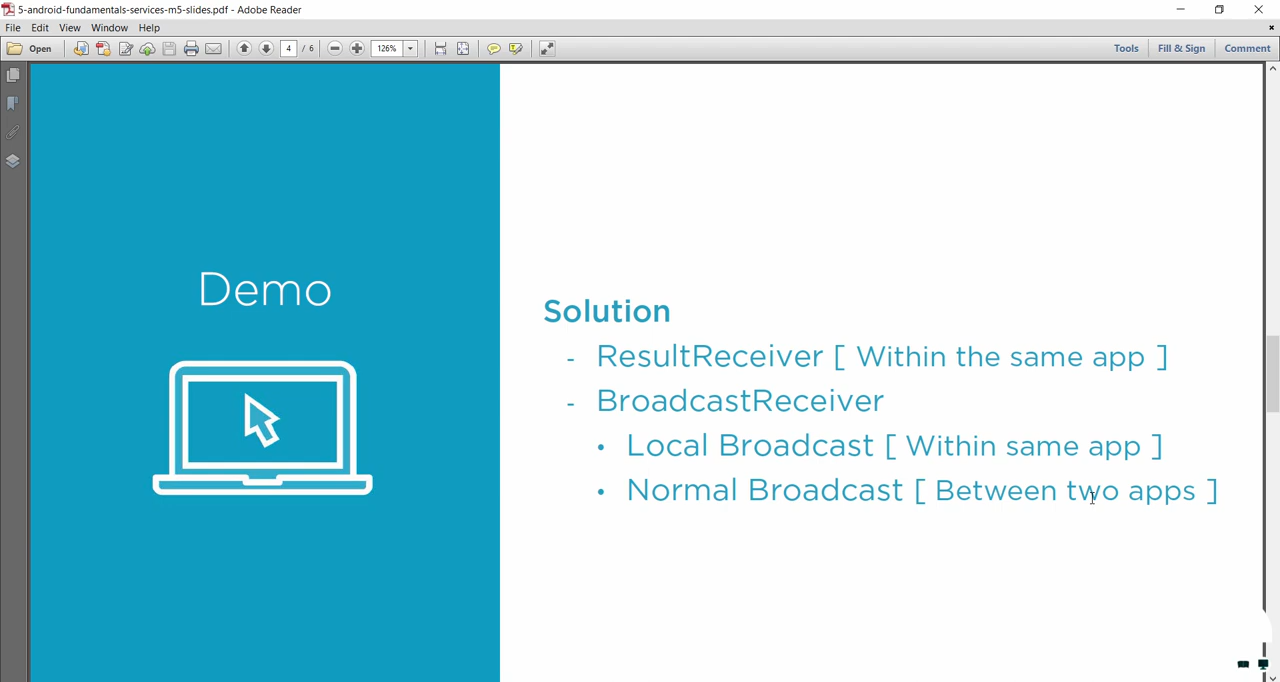 5-android-fundamentals-services-m5-slides.pdf - Adobe Reader
File Edit View Window Help
Open 4 / 6 126% Tools Fill & Sign Comment
Demo
Solution
- ResultReceiver [ Within the same app ]
- BroadcastReceiver
• Local Broadcast [ Within same app ]
• Normal Broadcast [ Between two apps ]